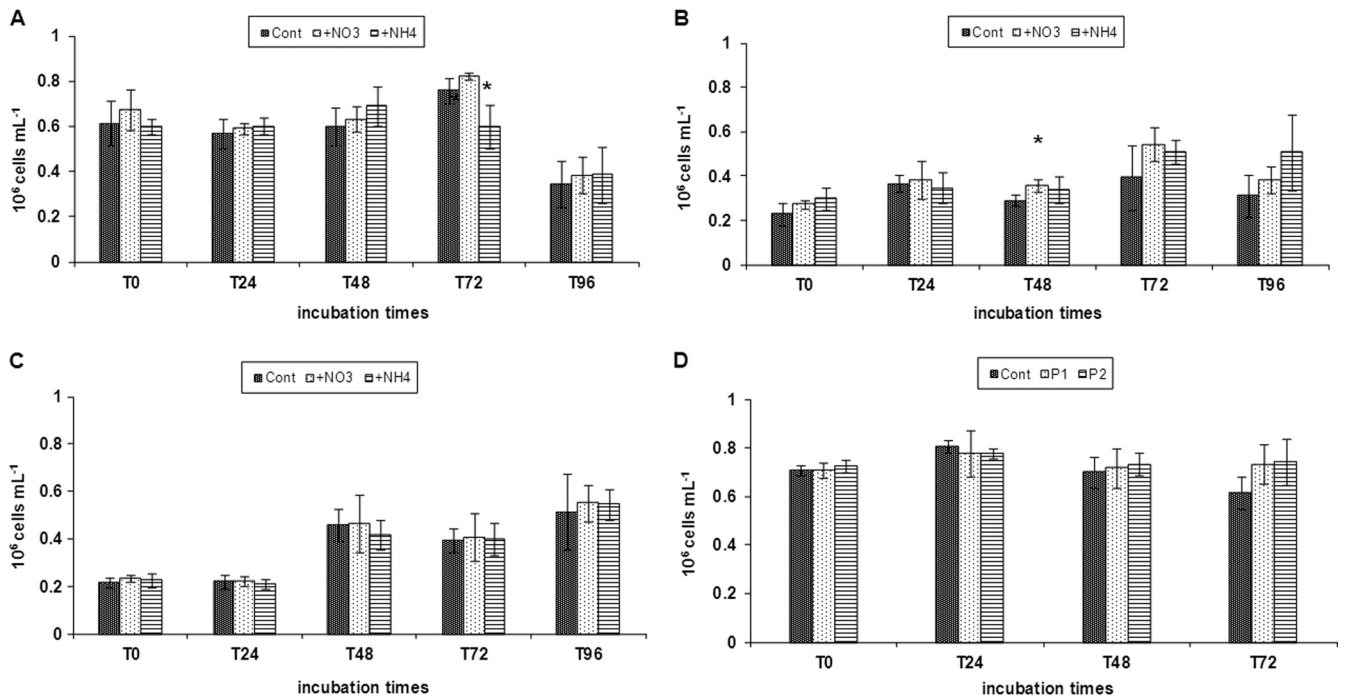 A
Cont +NO3 +NH4
10⁶ cells mL⁻¹
1
0.8
0.6
0.4
0.2
0
* *
T0 T24 T48 T72 T96
incubation times
B
Cont +NO3 +NH4
10⁶ cells mL⁻¹
1
0.8
0.6
0.4
0.2
0
*
T0 T24 T48 T72 T96
incubation times
C
Cont +NO3 +NH4
10⁶ cells mL⁻¹
1
0.8
0.6
0.4
0.2
0
T0 T24 T48 T72 T96
incubation times
D
Cont P1 P2
10⁶ cells mL⁻¹
1
0.8
0.6
0.4
0.2
0
T0 T24 T48 T72
incubation times